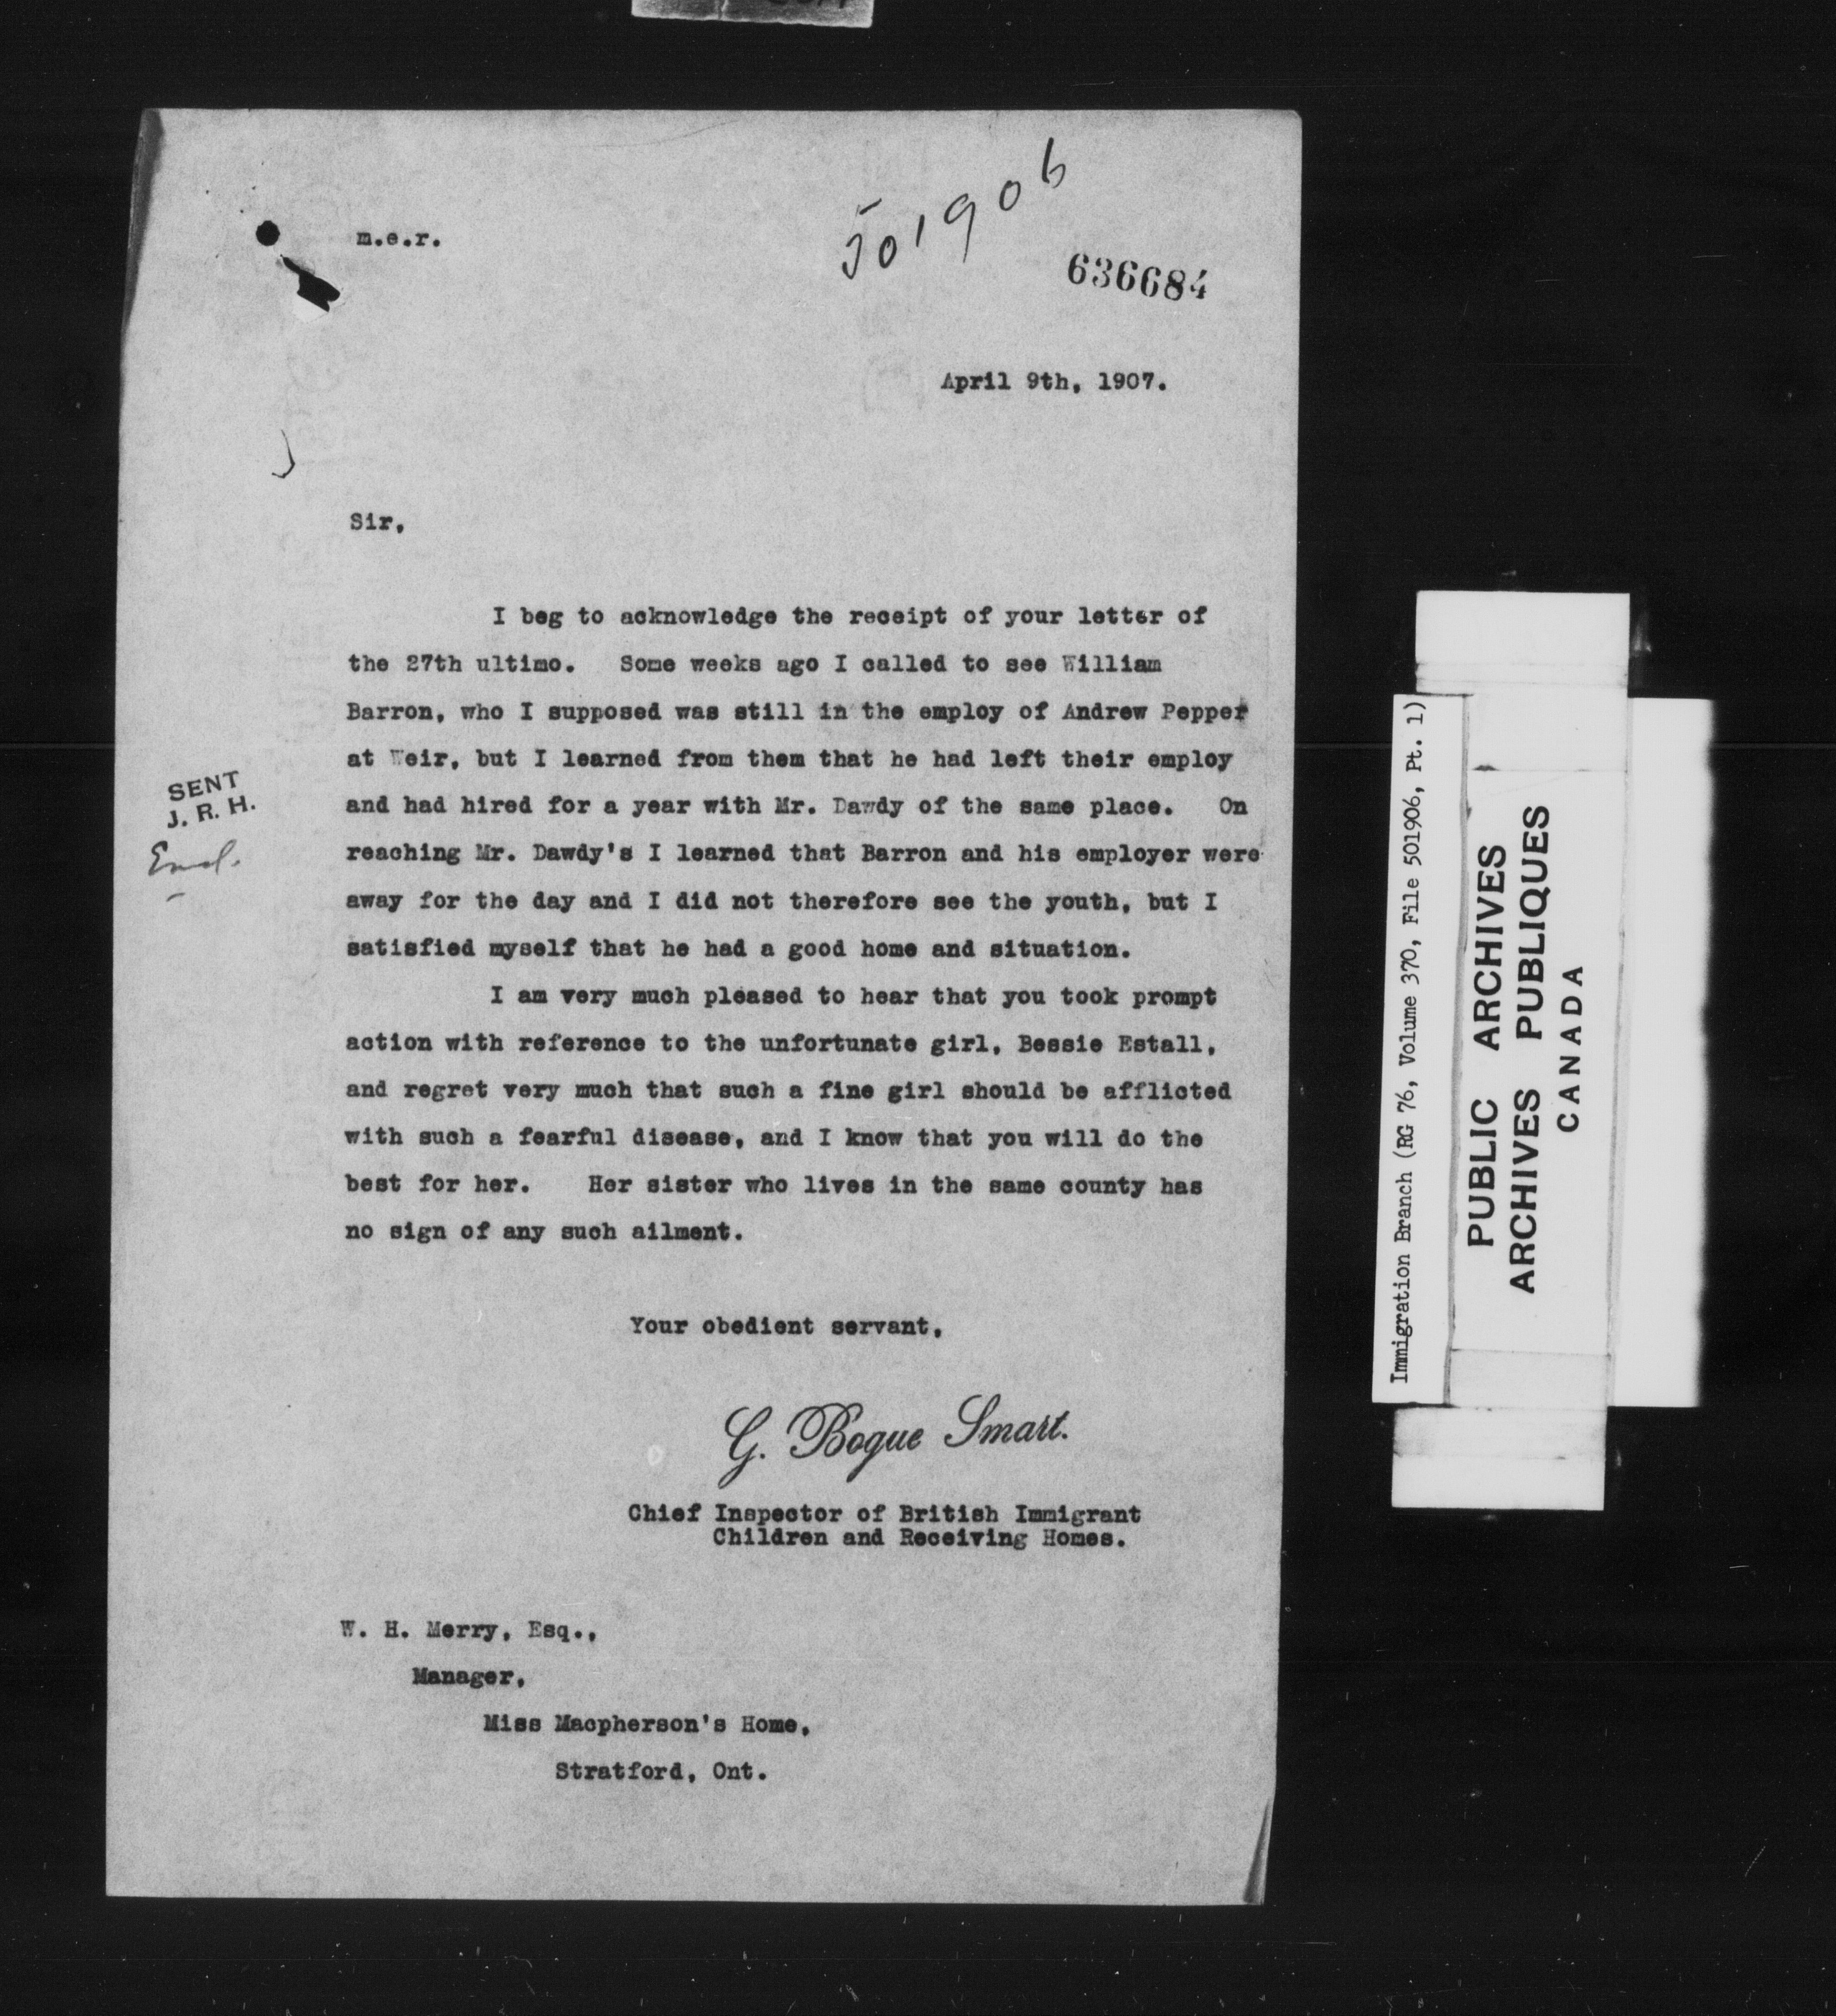 m.e.r.
501906
636684
April 9th, 1907.
Sir,
I beg to acknowledge the receipt of your letter of
the 27th ultimo. Some weeks ago I called to see William
Barron, who I supposed was still in the employ of Andrew Pepper
at Weir, but I learned from them that he had left their employ
and had hired for a year with Mr. Dawdy of the same place. On
reaching Mr. Dawdy's I learned that Barron and his employer were
away for the day and I did not therefore see the youth, but I
satisfied myself that he had a good home and situation.
I am very much pleased to hear that you took prompt
action with reference to the unfortunate girl, Bessie Estall,
and regret very much that such a fine girl should be afflicted
with such a fearful disease, and I know that you will do the
best for her. Her sister who lives in the same county has
no sign of any such ailment.
SENT
J. R. H.
Your obedient servant,
G. Bogue Smart.
Chief Inspector of British Immigrant
Children and Receiving Homes.
W. H. Merry, Esq.,
Manager,
Miss Macpherson's Home,
Stratford, Ont.
Immigration Branch (RG 76, Volume 370, File 501906, Pt. 1)
PUBLIC ARCHIVES
ARCHIVES PUBLIQUES
CANADA